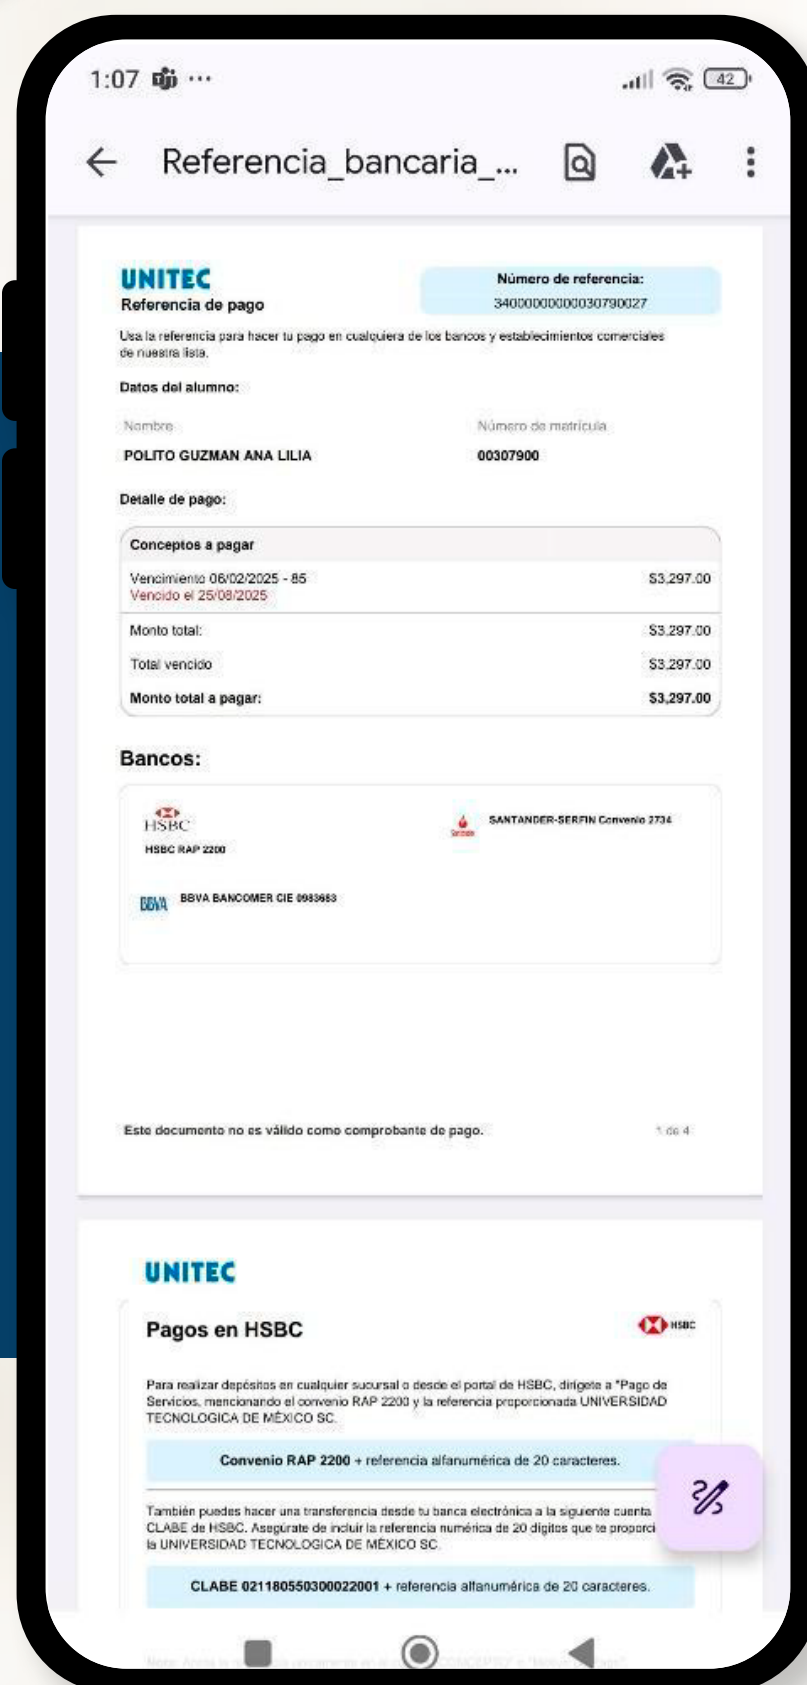 1:07 ...
42
Referencia_bancaria_...
UNITEC
Referencia de pago
Número de referencia:
34000000000030790027
Usa la referencia para hacer tu pago en cualquiera de los bancos y establecimientos comerciales
de nuestra lista.
Datos del alumno:
Nombre
Número de matrícula
POLITO GUZMAN ANA LILIA
00307900
Detalle de pago:
Conceptos a pagar
Vencimiento 06/02/2025 - 85
$3,297.00
Vencido el 25/08/2025
Monto total:
$3,297.00
Total vencido
$3,297.00
Monto total a pagar:
$3,297.00
Bancos:
HSBC
HSBC RAP 2200
Santander
SANTANDER-SERFIN Convenio 2734
BBVA
BBVA BANCOMER CIE 0983683
Este documento no es válido como comprobante de pago.
1 de 4
UNITEC
Pagos en HSBC
HSBC
Para realizar depósitos en cualquier sucursal o desde el portal de HSBC, dirígete a "Pago de
Servicios, mencionando el convenio RAP 2200 y la referencia proporcionada UNIVERSIDAD
TECNOLOGICA DE MÉXICO SC.
Convenio RAP 2200 + referencia alfanumérica de 20 caracteres.
También puedes hacer una transferencia desde tu banca electrónica a la siguiente cuenta
CLABE de HSBC. Asegúrate de incluir la referencia numérica de 20 dígitos que te proporci
la UNIVERSIDAD TECNOLOGICA DE MÉXICO SC.
CLABE 021180550300022001 + referencia alfanumérica de 20 caracteres.